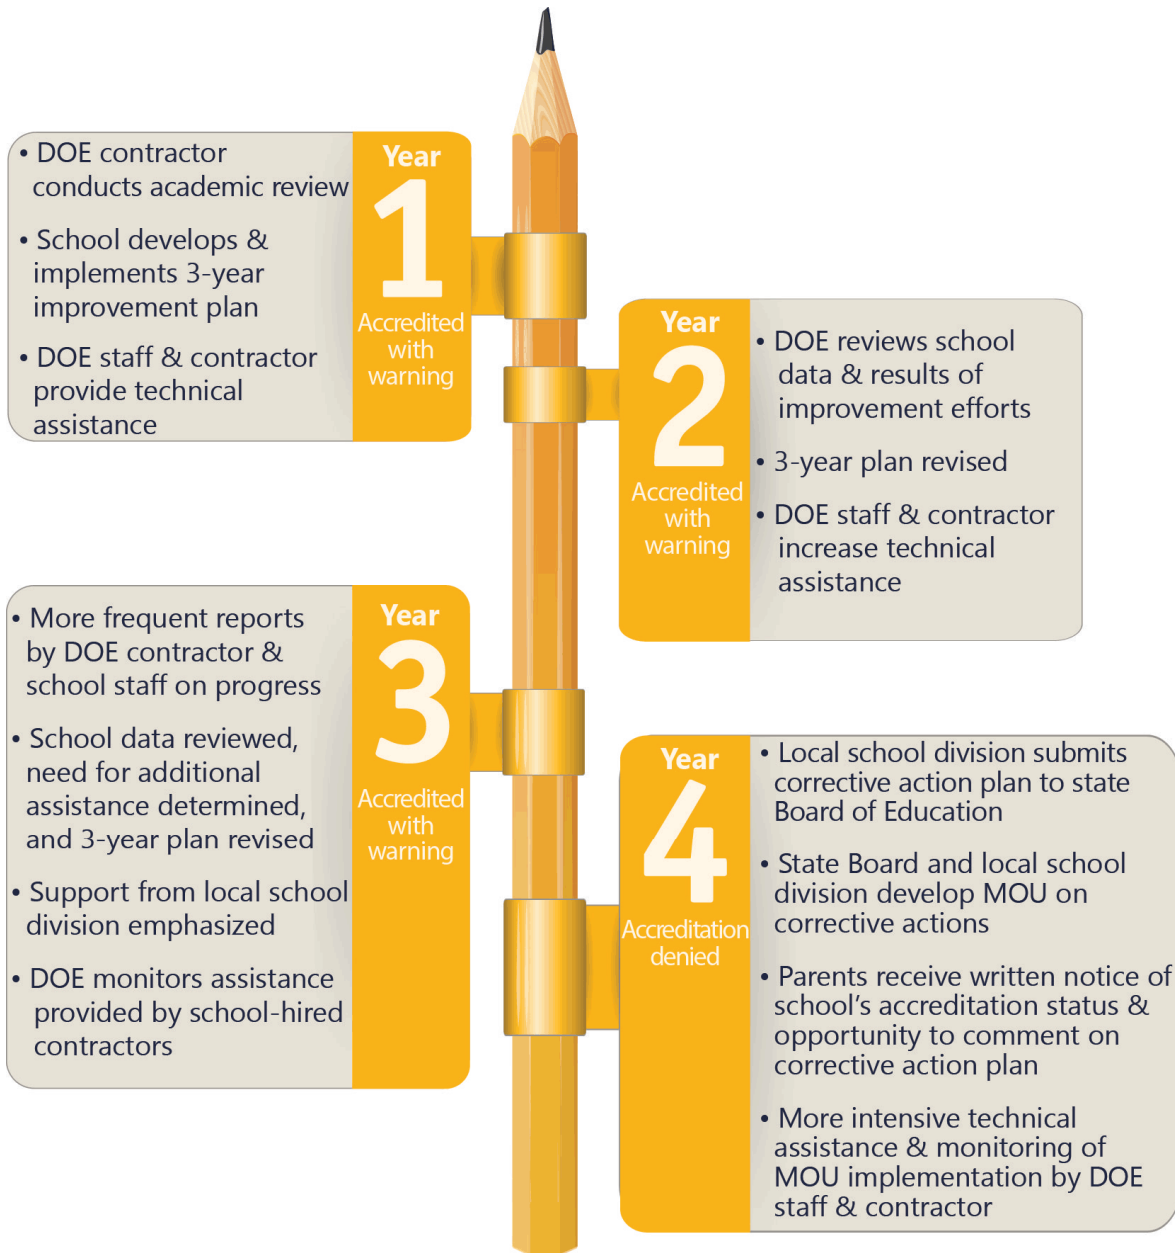 • DOE contractor
conducts academic review
• School develops &
implements 3-year
improvement plan
• DOE staff & contractor
provide technical
assistance
Year
1
Accredited
with
warning
Year
2
Accredited
with
warning
• DOE reviews school
data & results of
improvement efforts
• 3-year plan revised
• DOE staff & contractor
increase technical
assistance
• More frequent reports
by DOE contractor &
school staff on progress
• School data reviewed,
need for additional
assistance determined,
and 3-year plan revised
• Support from local school
division emphasized
• DOE monitors assistance
provided by school-hired
contractors
Year
3
Accredited
with
warning
Year
4
Accreditation
denied
• Local school division submits
corrective action plan to state
Board of Education
• State Board and local school
division develop MOU on
corrective actions
• Parents receive written notice of
school’s accreditation status &
opportunity to comment on
corrective action plan
• More intensive technical
assistance & monitoring of
MOU implementation by DOE
staff & contractor